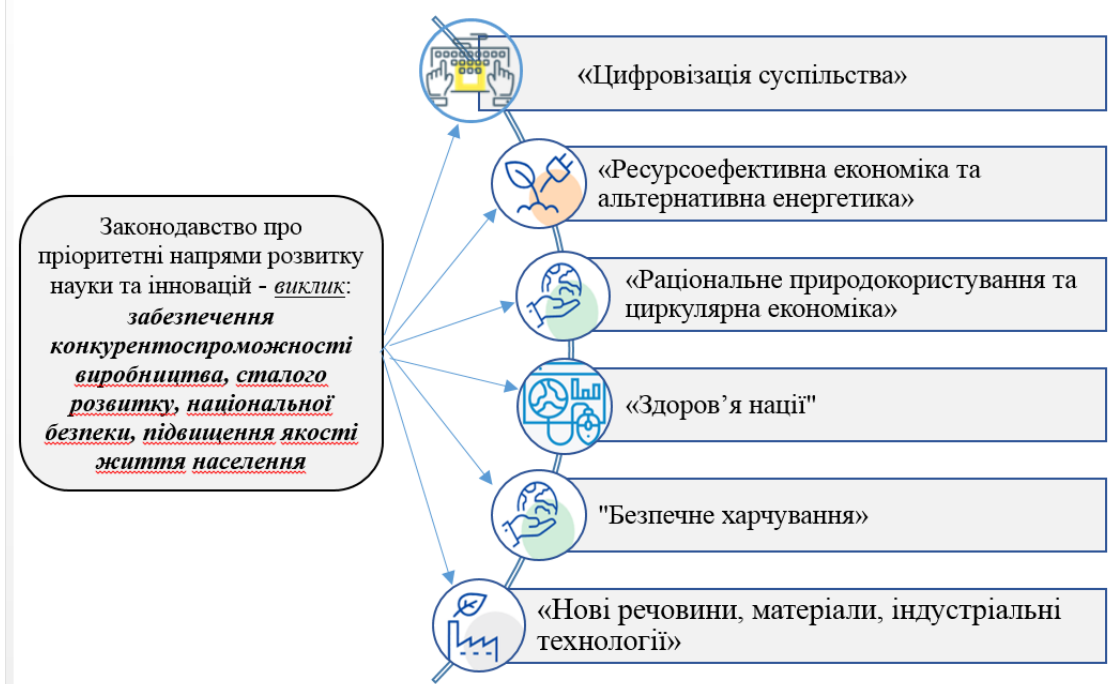 Законодавство про
пріоритетні напрями розвитку
науки та інновацій - виклик:
забезпечення
конкурентоспроможності
виробництва, сталого
розвитку, національної
безпеки, підвищення якості
життя населення
«Цифровізація суспільства»
«Ресурсоефективна економіка та
альтернативна енергетика»
«Раціональне природокористування та
циркулярна економіка»
«Здоров’я нації"
"Безпечне харчування»
«Нові речовини, матеріали, індустріальні
технології»